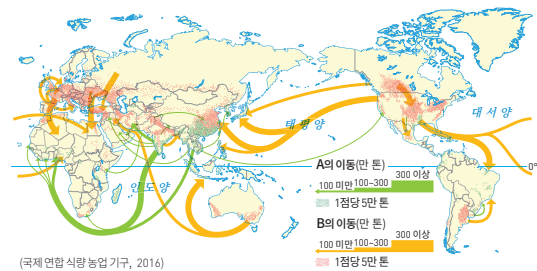 태평양
대서양
인도양
0°
A의 이동(만 톤)
100 미만 100~300 300 이상
1점당 5만 톤
B의 이동(만 톤)
100 미만 100~300 300 이상
1점당 5만 톤
(국제 연합 식량 농업 기구, 2016)